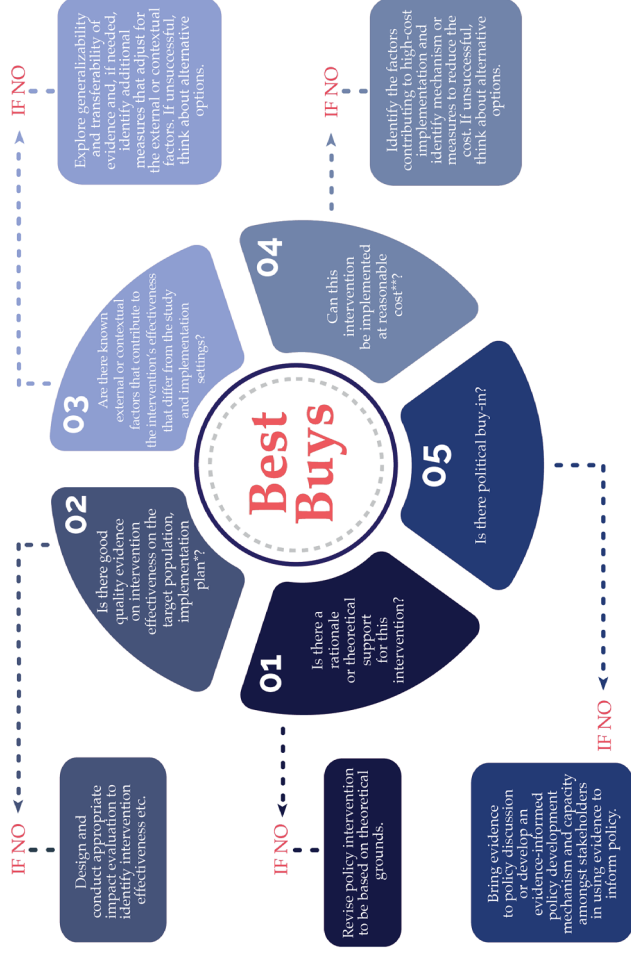 Best
Buys
01
Is there a
rationale
or theoretical
support
for this
intervention?
IF NO
Revise policy intervention
to be based on theoretical
grounds.
02
Is there good
quality evidence
on intervention
effectiveness on the
target population,
implementation
plan*?
IF NO
Design and
conduct appropriate
impact evaluation to
identify intervention
effectiveness etc.
03
Are there known
external or contextual
factors that contribute to
the intervention's effectiveness
that differ from the study
and implementation
settings?
IF NO
Explore generalizability
and transferability of
evidence and, if needed,
identify additional
measures that adjust for
the external or contextual
factors. If unsuccessful,
think about alternative
options.
04
Can this
intervention
be implemented
at reasonable
cost**?
IF NO
Identify the factors
contributing to high-cost
implementation and
identify mechanism or
measures to reduce the
cost. If unsuccessful,
think about alternative
options.
05
Is there political buy-in?
IF NO
Bring evidence
to policy discussion
or develop an
evidence-informed
policy development
mechanism and capacity
amongst stakeholders'
in using evidence to
inform policy.